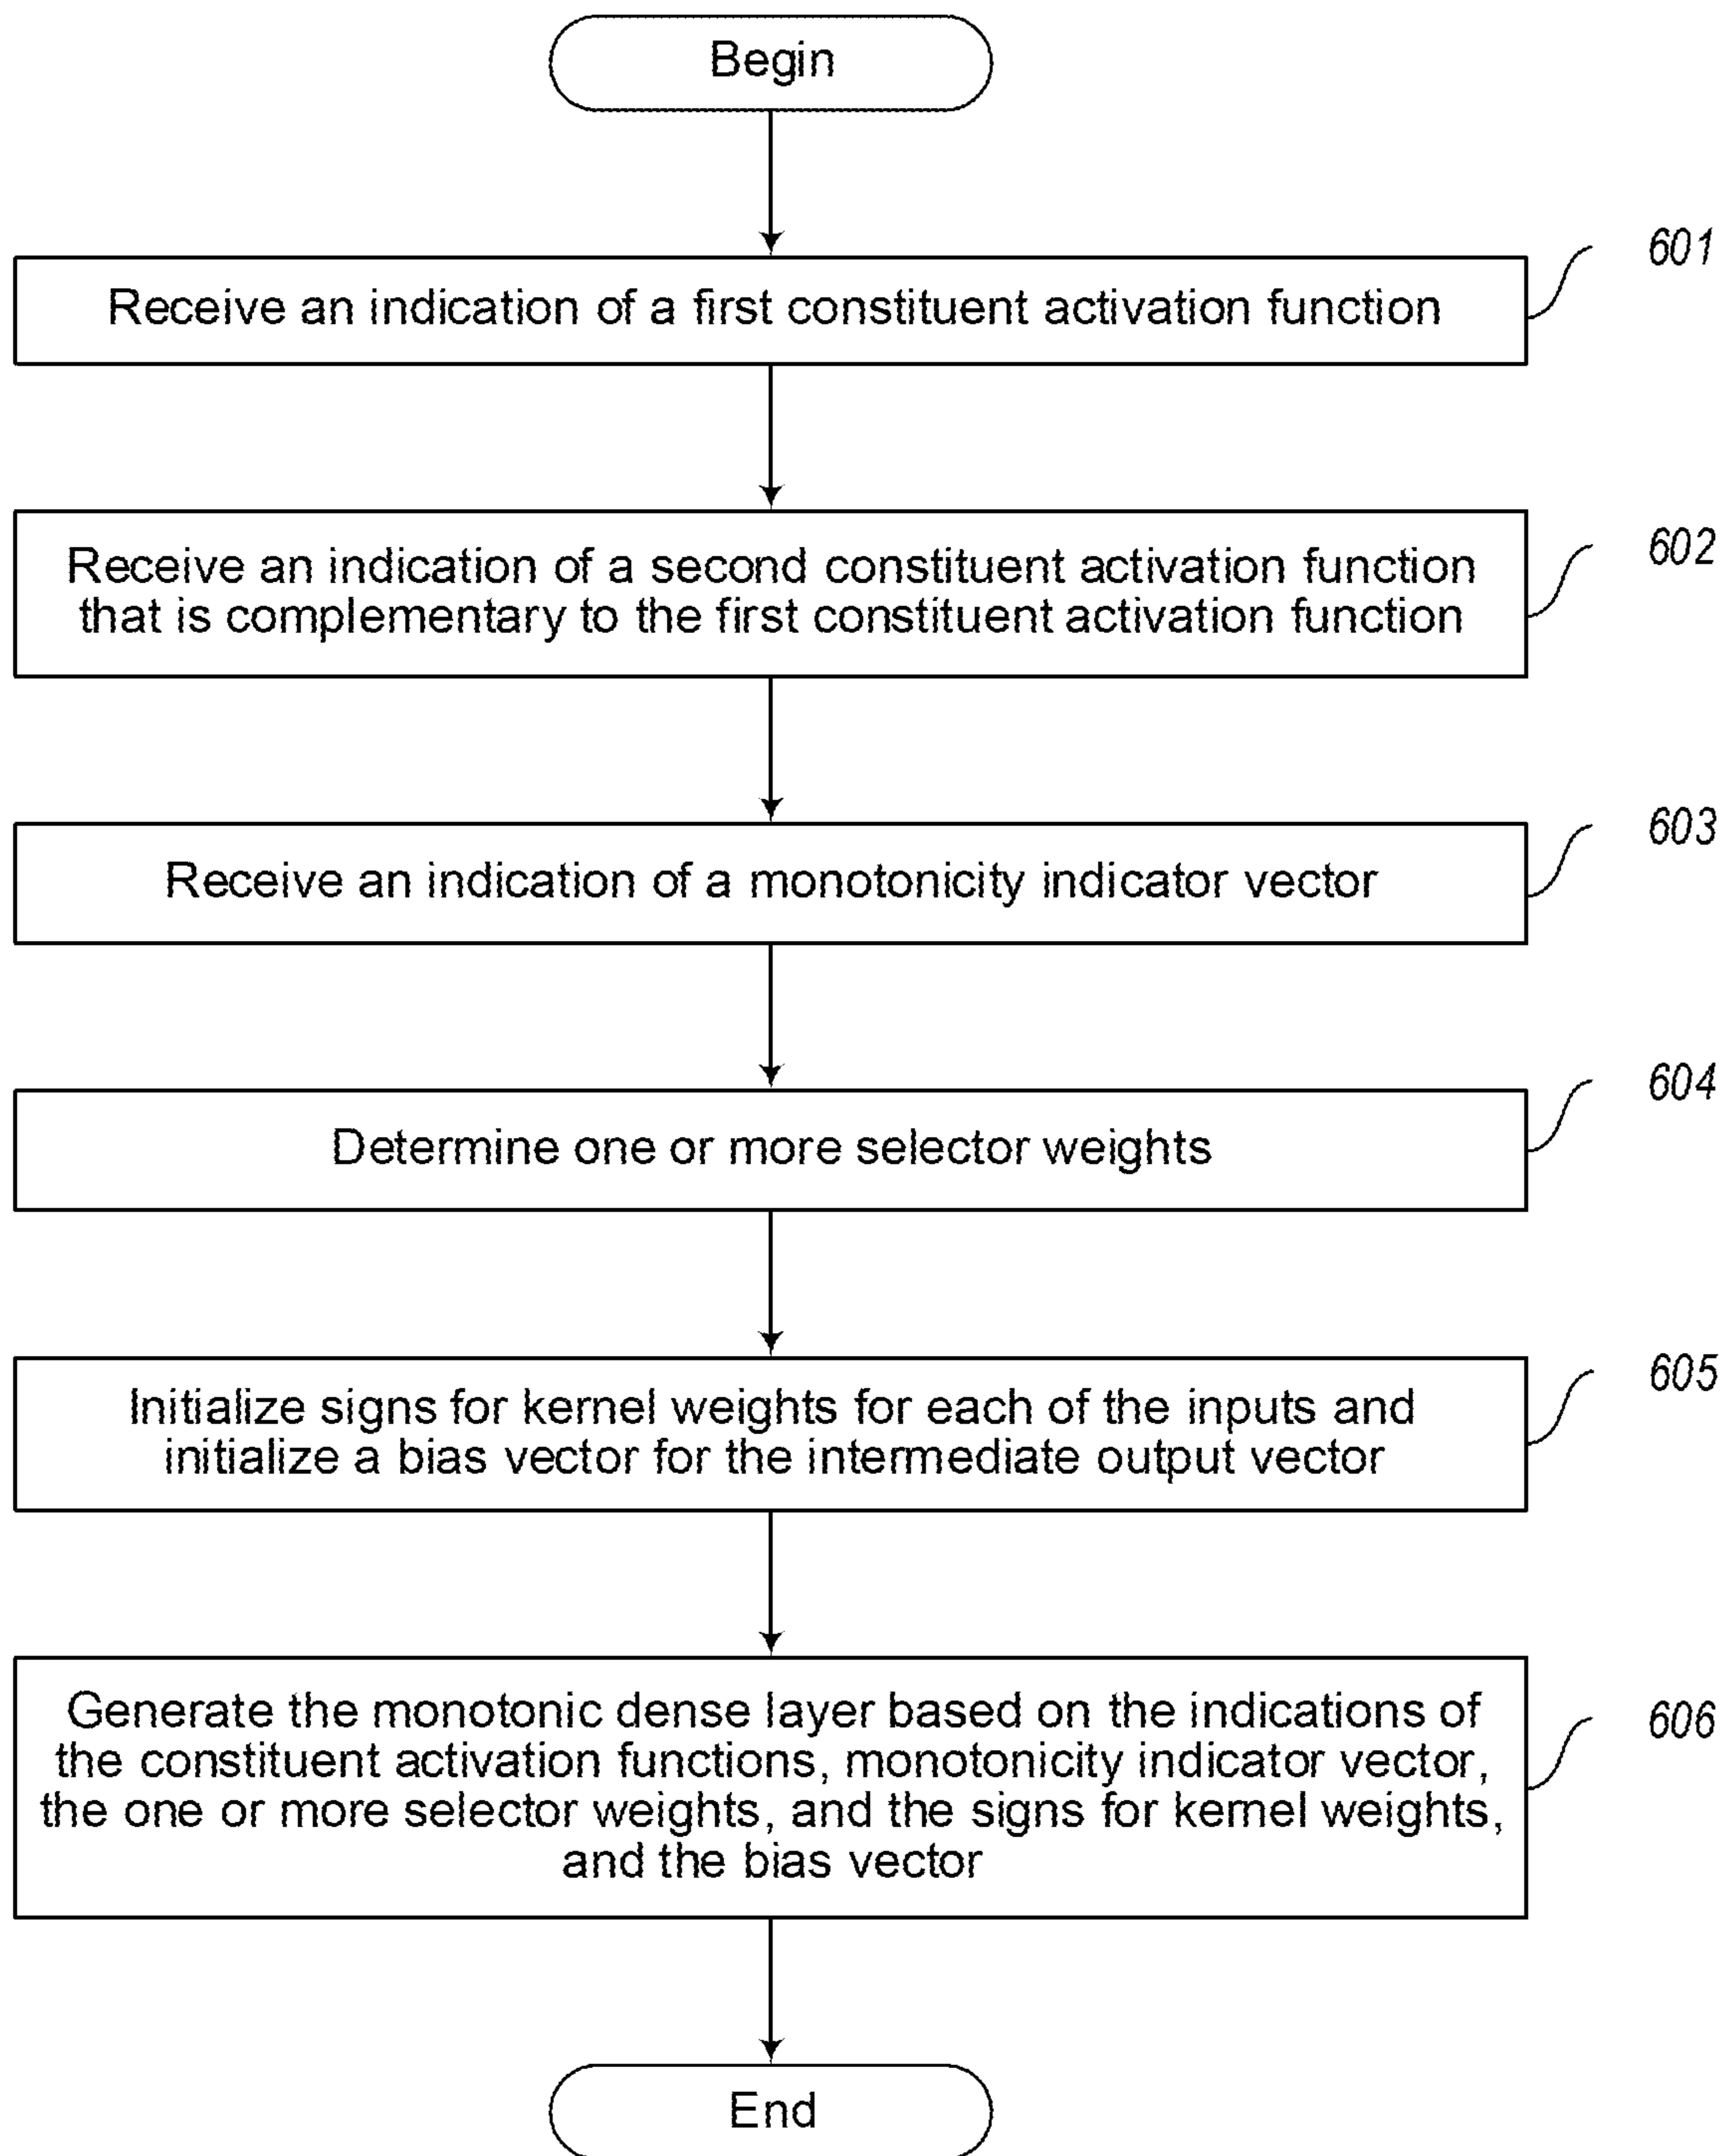 Begin
601
Receive an indication of a first constituent activation function
602
Receive an indication of a second constituent activation function
that is complementary to the first constituent activation function
603
Receive an indication of a monotonicity indicator vector
604
Determine one or more selector weights
605
Initialize signs for kernel weights for each of the inputs and
initialize a bias vector for the intermediate output vector
606
Generate the monotonic dense layer based on the indications of
the constituent activation functions, monotonicity indicator vector,
the one or more selector weights, and the signs for kernel weights,
and the bias vector
End